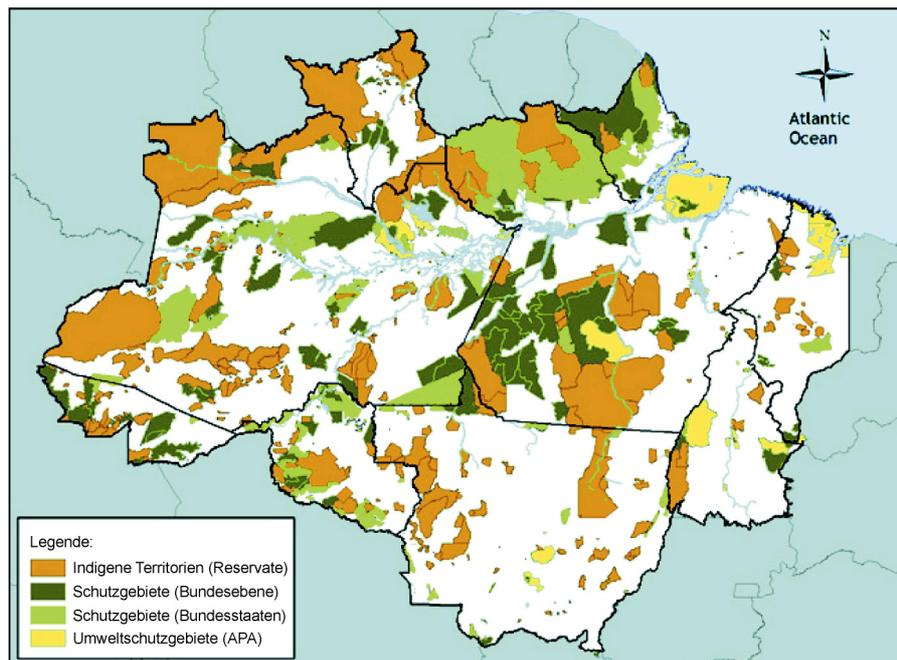 N
Atlantic
Ocean
Legende:
Indigene Territorien (Reservate)
Schutzgebiete (Bundesebene)
Schutzgebiete (Bundesstaaten)
Umweltschutzgebiete (APA)